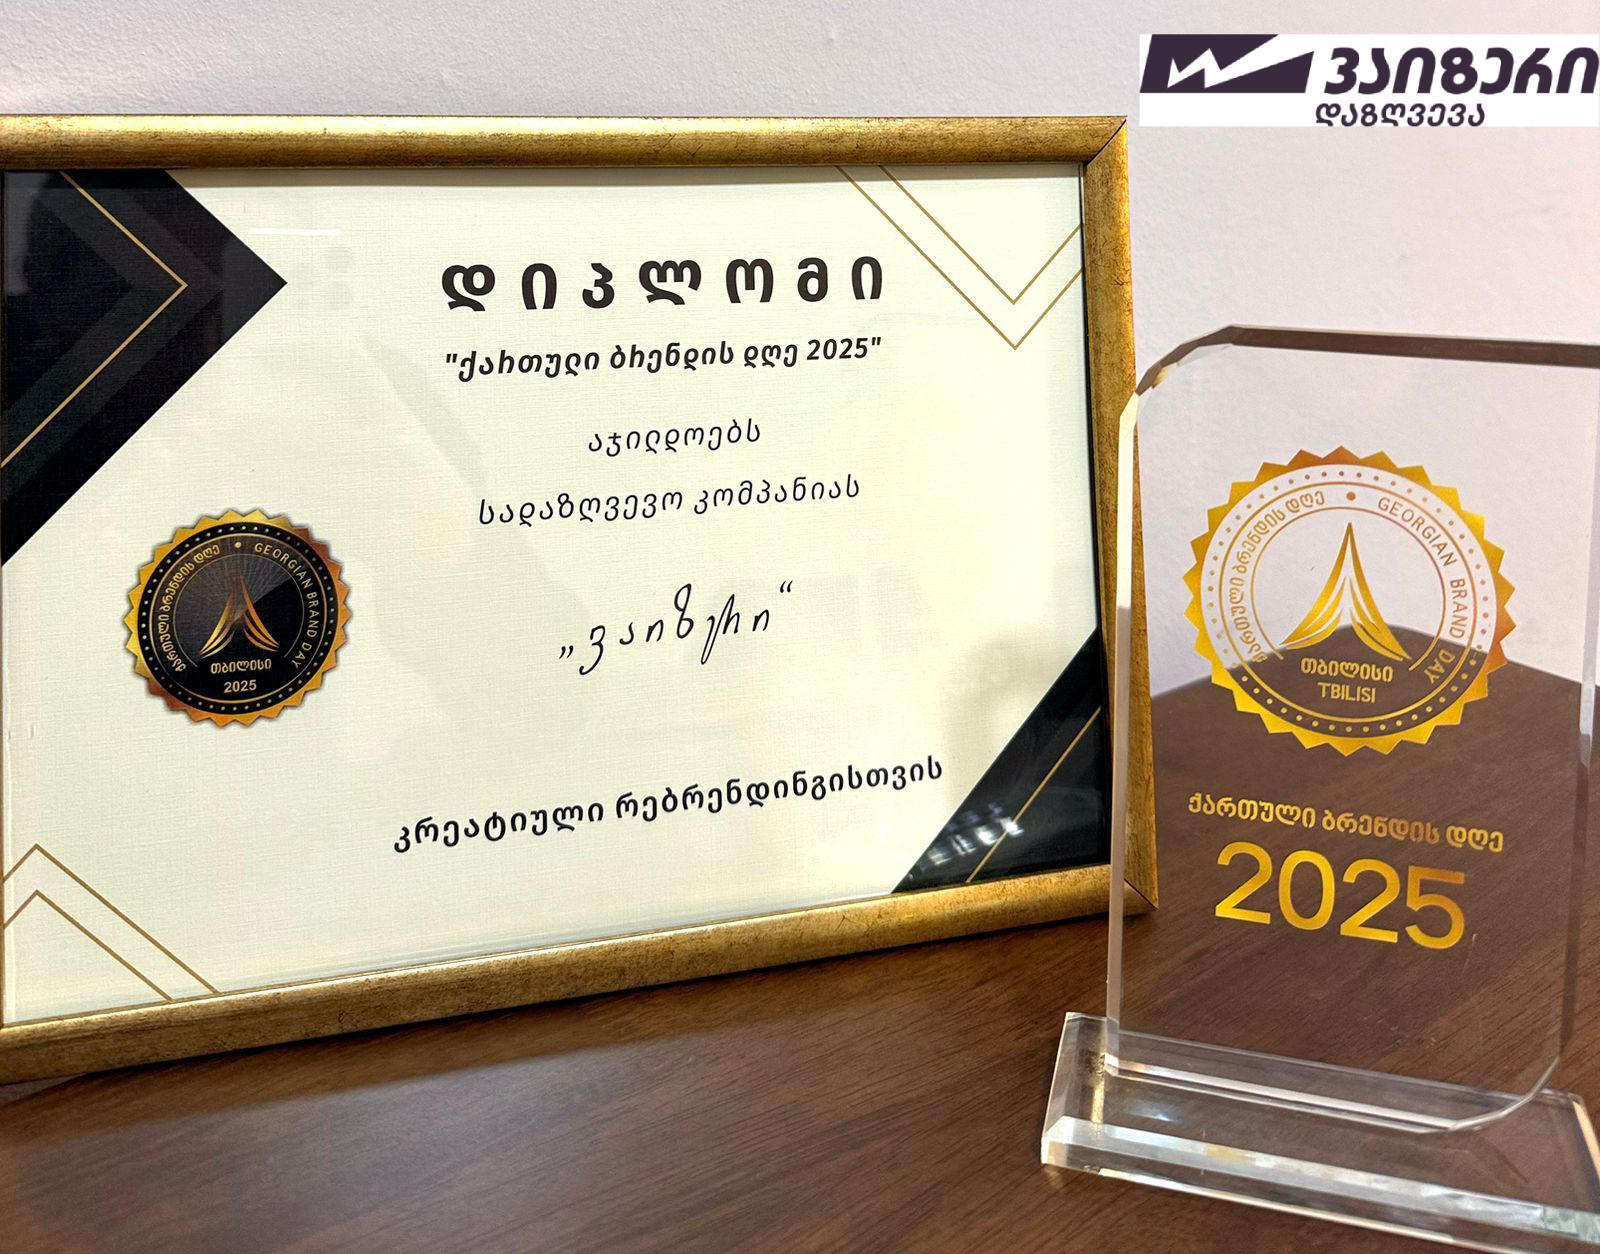 ვაიზერი
დაზღვევა
დიპლომი
"ქართული ბრენდის დღე 2025"
აჯილდოებს
სადაზღვევო კომპანიას
„ვაიზერი“
კრეატიული რებრენდინგისთვის
ქართული ბრენდის დღე • GEORGIAN BRAND DAY
თბილისი
2025
ქართული ბრენდის დღე • GEORGIAN BRAND DAY
თბილისი
TBILISI
ქართული ბრენდის დღე
2025